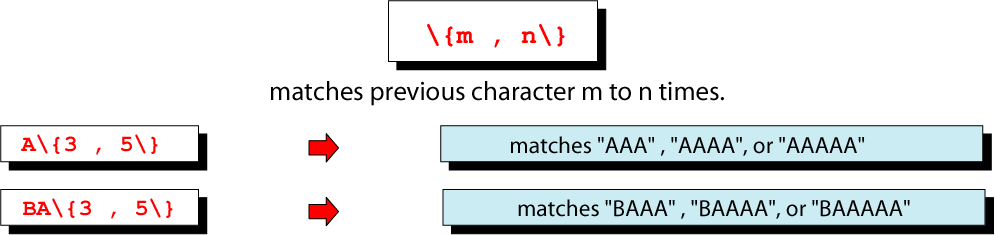 \{m , n\}
matches previous character m to n times.
A\{3 , 5\}
matches "AAA" , "AAAA", or "AAAAA"
BA\{3 , 5\}
matches "BAAA" , "BAAAA", or "BAAAAA"